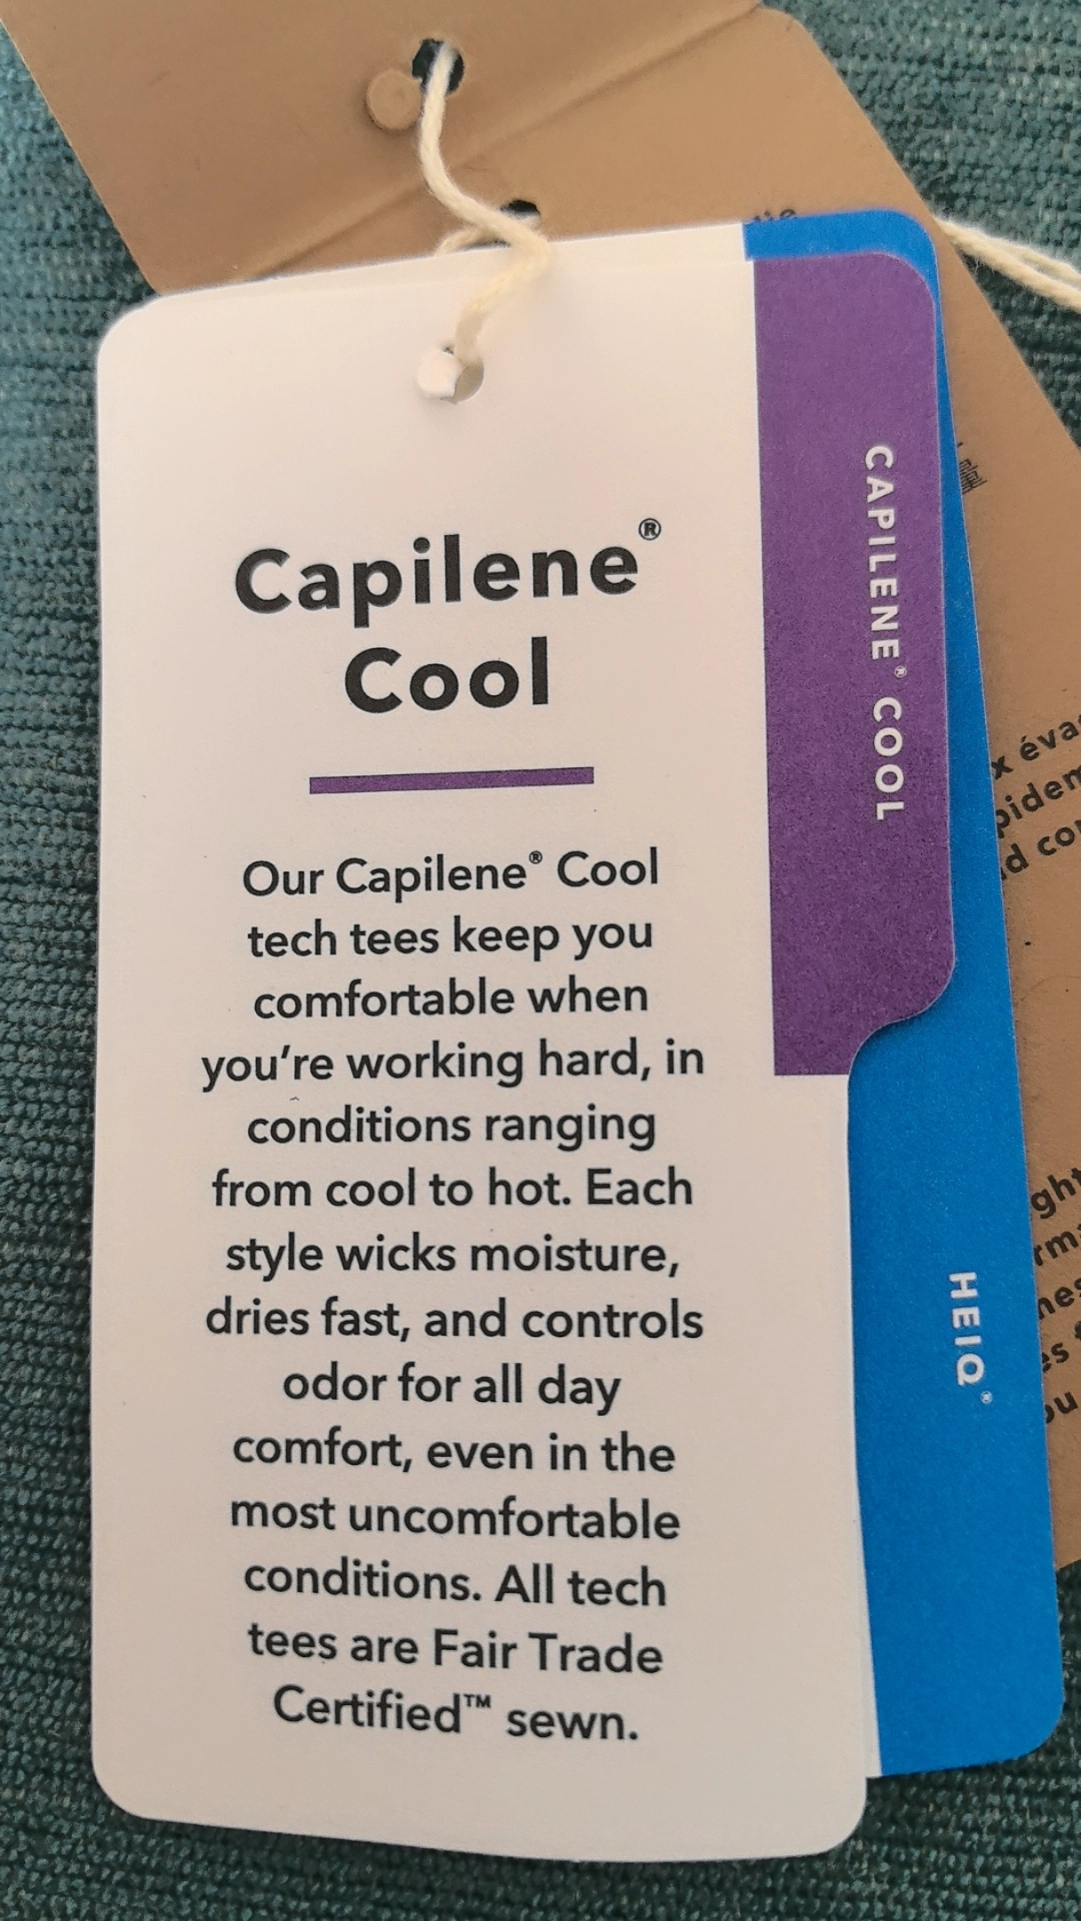 Capilene®
Cool
Our Capilene® Cool
tech tees keep you
comfortable when
you're working hard, in
conditions ranging
from cool to hot. Each
style wicks moisture,
dries fast, and controls
odor for all day
comfort, even in the
most uncomfortable
conditions. All tech
tees are Fair Trade
Certified™ sewn.
CAPILENE® COOL
HEIQ®